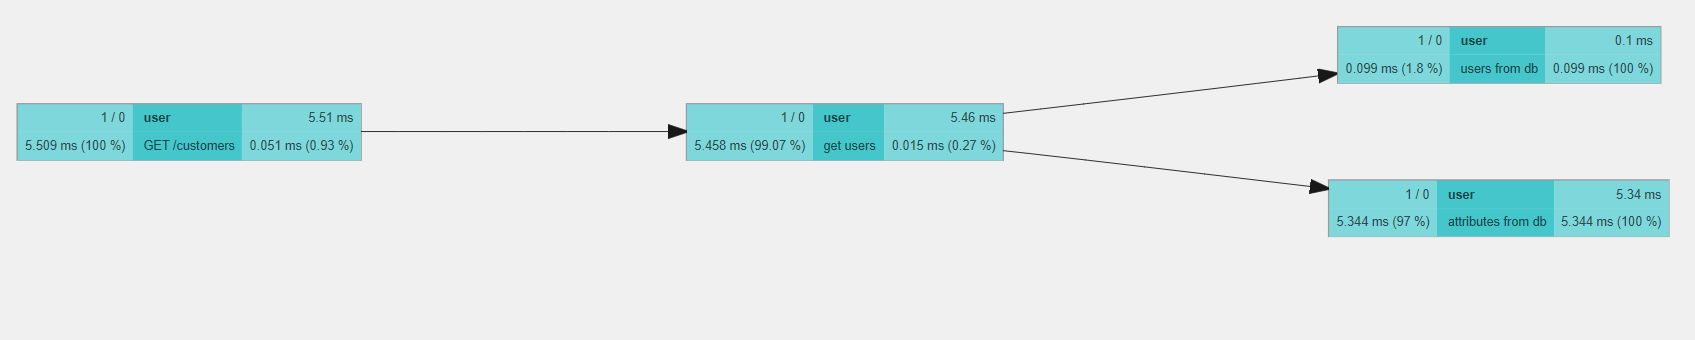 1 / 0 user 5.51 ms
5.509 ms (100 %) GET /customers 0.051 ms (0.93 %)
1 / 0 user 5.46 ms
5.458 ms (99.07 %) get users 0.015 ms (0.27 %)
1 / 0 user 0.1 ms
0.099 ms (1.8 %) users from db 0.099 ms (100 %)
1 / 0 user 5.34 ms
5.344 ms (97 %) attributes from db 5.344 ms (100 %)